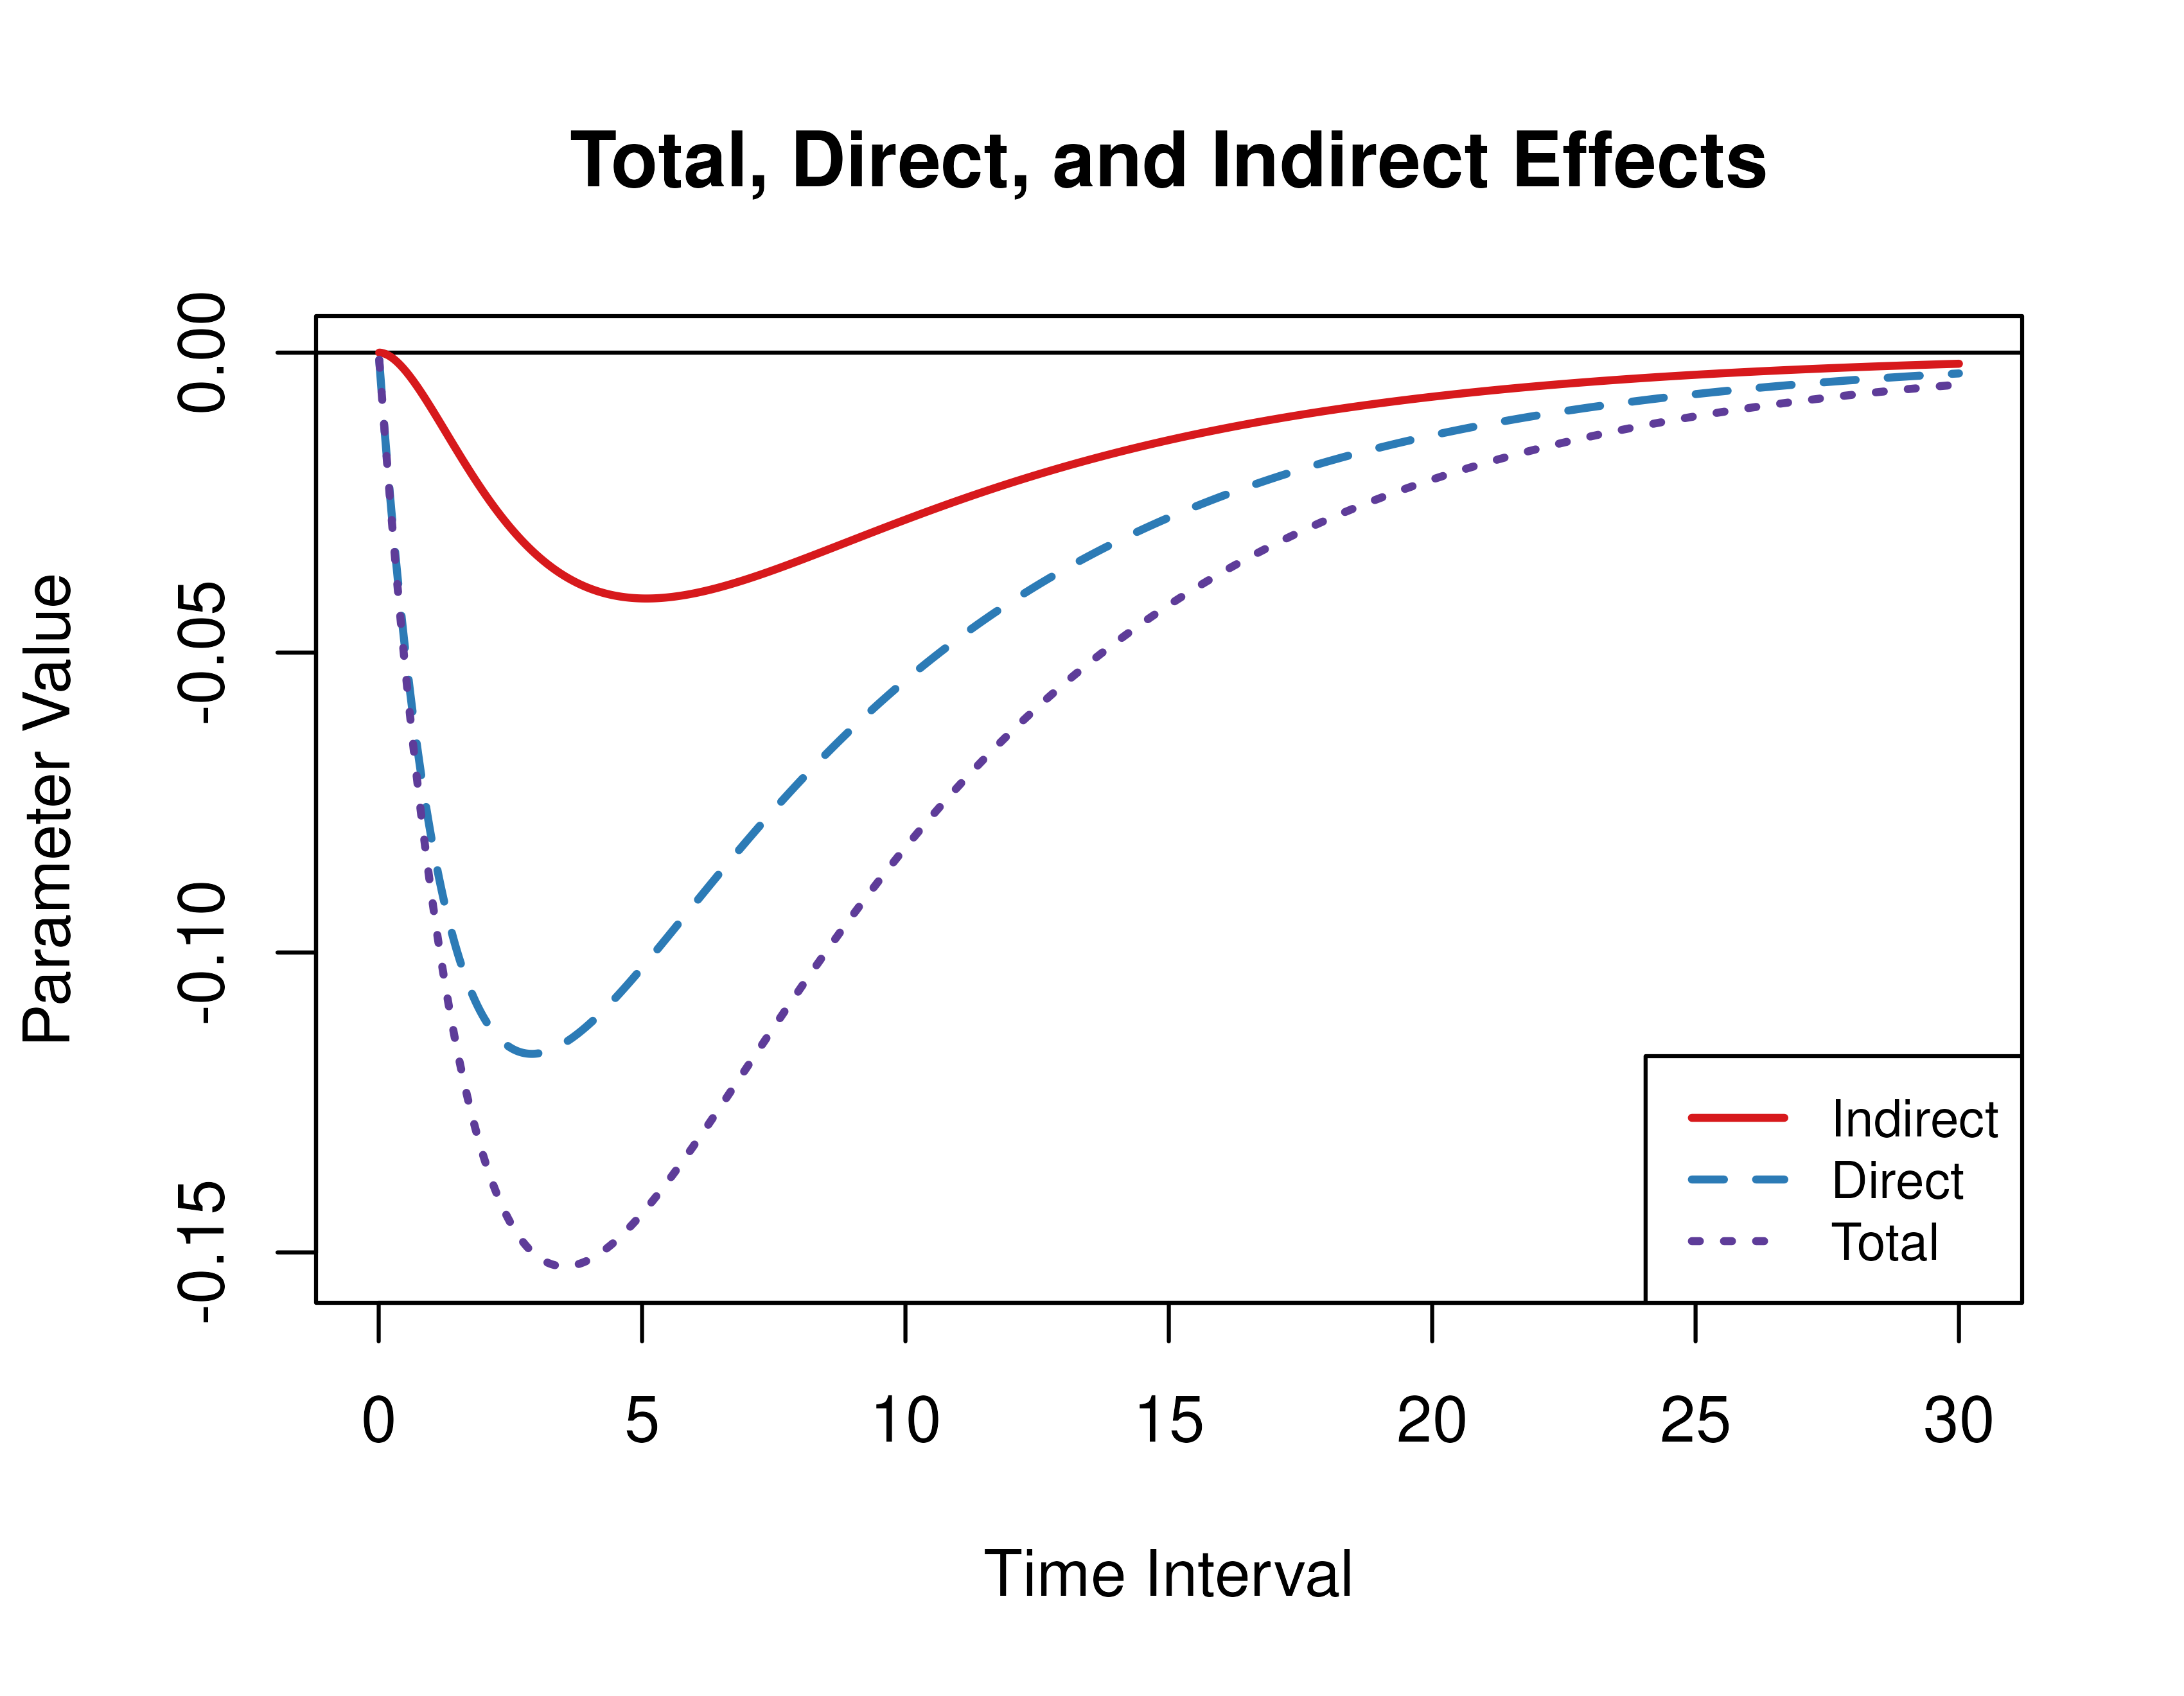 Total, Direct, and Indirect Effects
Parameter Value
0.00
-0.05
-0.10
-0.15
Indirect
Direct
Total
0 5 10 15 20 25 30
Time Interval